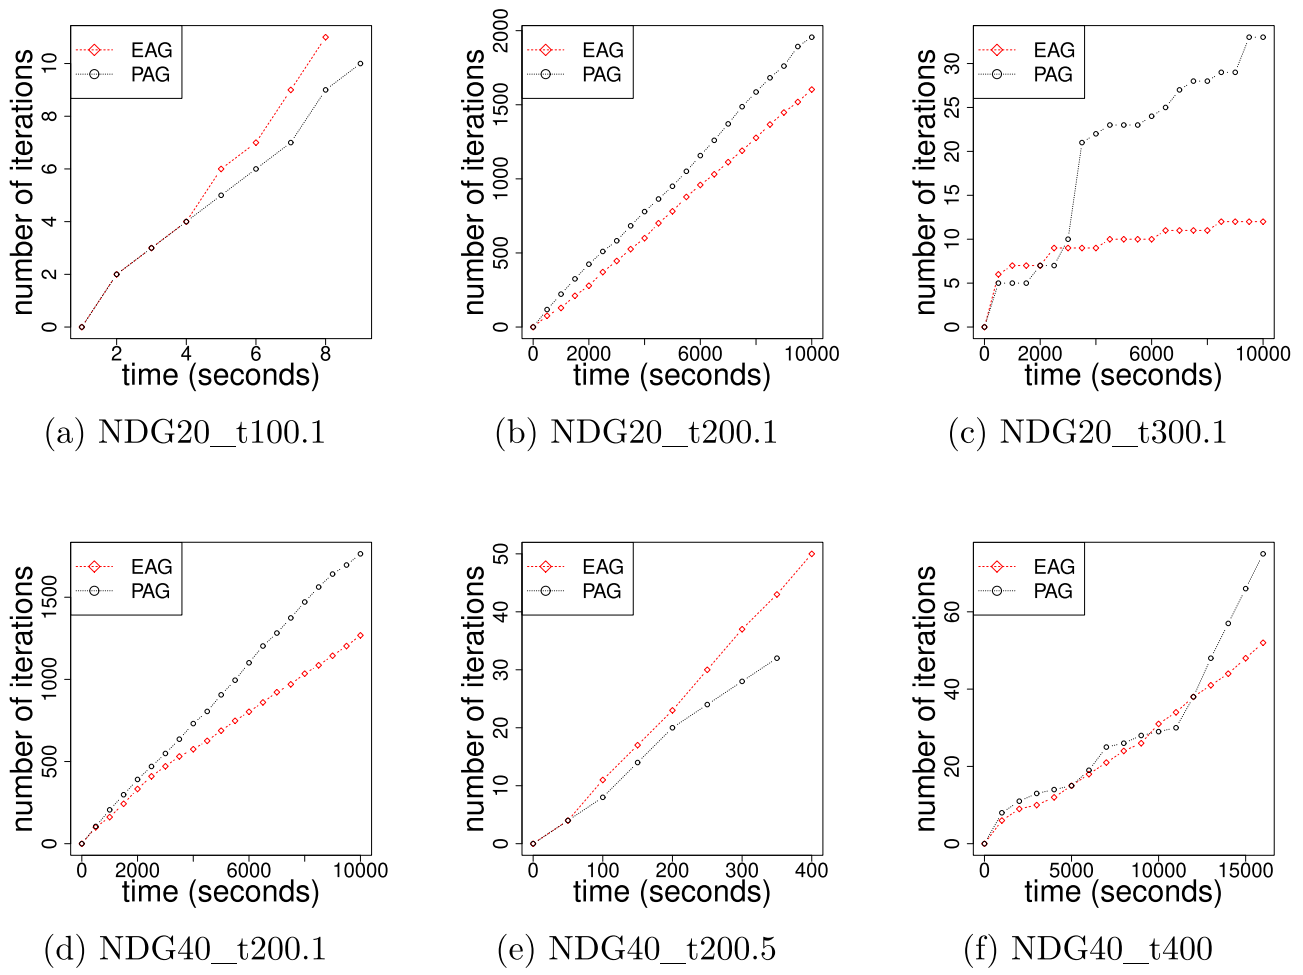 EAG
PAG
number of iterations
0
2
4
6
8
10
2
4
6
8
time (seconds)
(a) NDG20_t100.1
EAG
PAG
number of iterations
0
500
1000
1500
2000
0
2000
6000
10000
time (seconds)
(b) NDG20_t200.1
EAG
PAG
number of iterations
0
5
10
15
20
25
30
0
2000
6000
10000
time (seconds)
(c) NDG20_t300.1
EAG
PAG
number of iterations
0
500
1000
1500
0
2000
6000
10000
time (seconds)
(d) NDG40_t200.1
EAG
PAG
number of iterations
0
10
20
30
40
50
0
100
200
300
400
time (seconds)
(e) NDG40_t200.5
EAG
PAG
number of iterations
0
20
40
60
0
5000
10000
15000
time (seconds)
(f) NDG40_t400